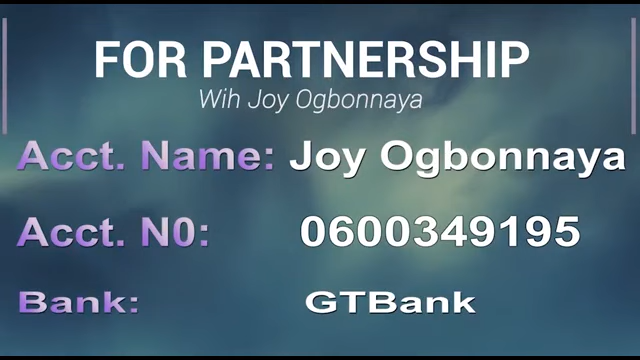 FOR PARTNERSHIP
Wih Joy Ogbonnaya
Acct. Name: Joy Ogbonnaya
Acct. N0: 0600349195
Bank: GTBank